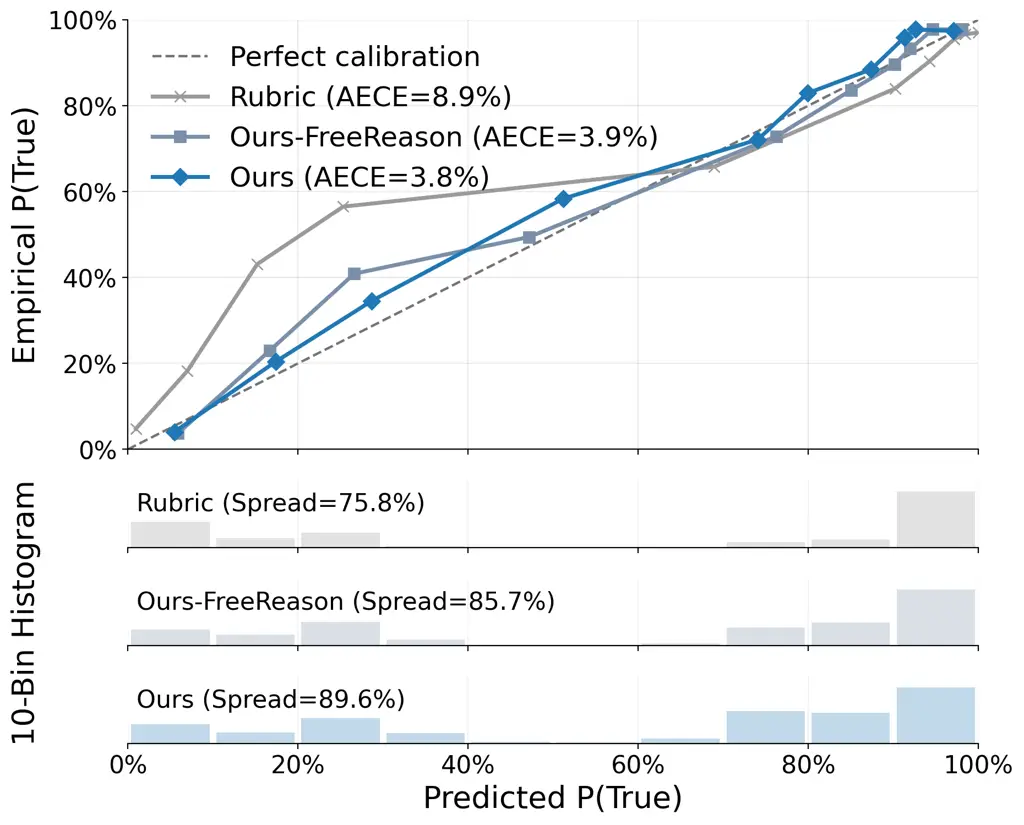 100%
80%
60%
40%
20%
0%
Empirical P(True)
Perfect calibration
Rubric (AECE=8.9%)
Ours-FreeReason (AECE=3.9%)
Ours (AECE=3.8%)
10-Bin Histogram
Rubric (Spread=75.8%)
Ours-FreeReason (Spread=85.7%)
Ours (Spread=89.6%)
0% 20% 40% 60% 80% 100%
Predicted P(True)